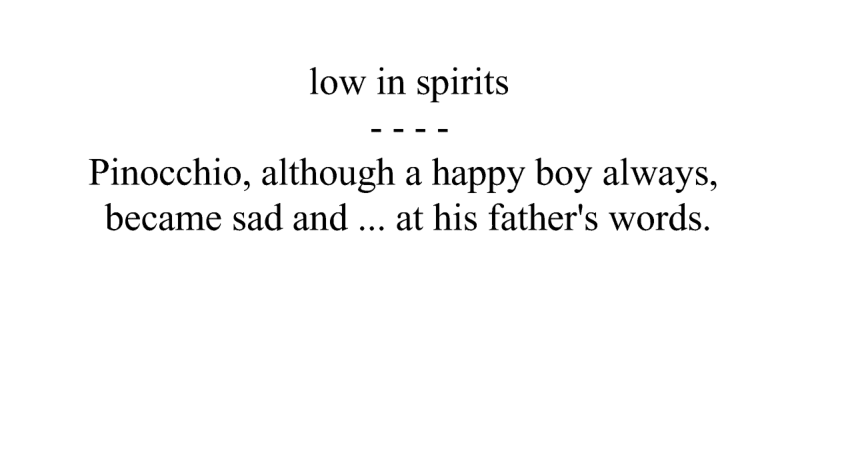 low in spirits
- - - -
Pinocchio, although a happy boy always,
became sad and ... at his father's words.